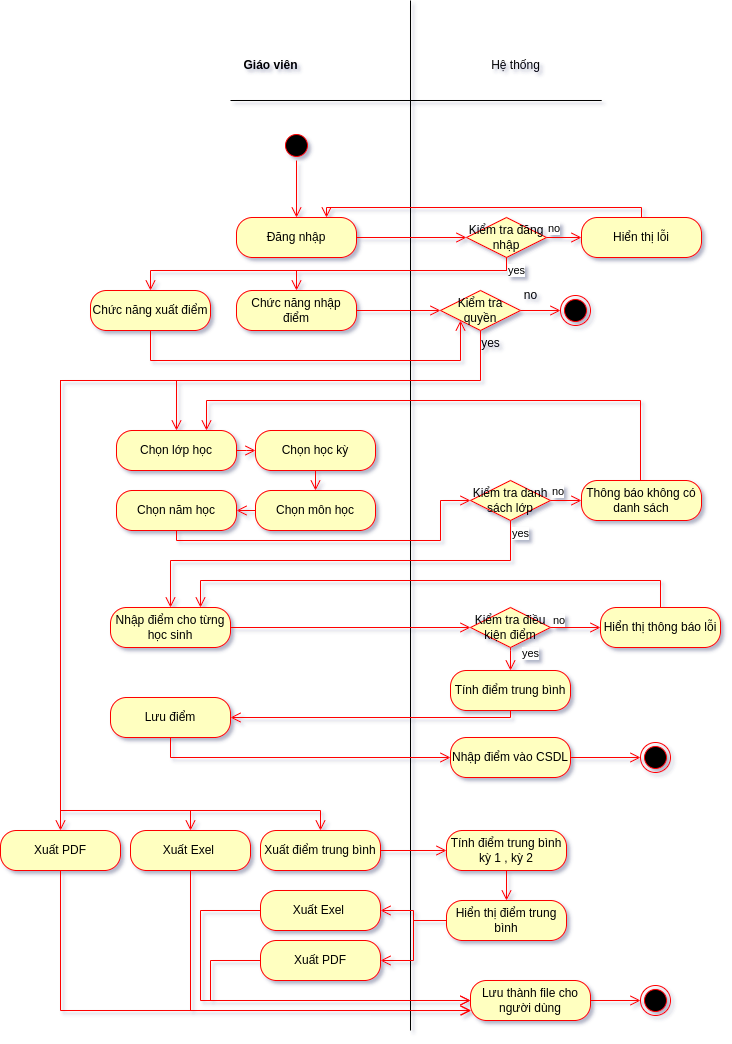 Giáo viên
Hệ thống
Đăng nhập
Kiểm tra đăng
nhập
no
Hiển thị lỗi
yes
Chức năng xuất điểm
Chức năng nhập
điểm
Kiểm tra
quyền
no
yes
Chọn lớp học
Chọn học kỳ
Chọn năm học
Chọn môn học
Kiểm tra danh
sách lớp
no
Thông báo không có
danh sách
yes
Nhập điểm cho từng
học sinh
Kiểm tra điều
kiên điểm
no
Hiển thị thông báo lỗi
yes
Tính điểm trung bình
Lưu điểm
Nhập điểm vào CSDL
Xuất PDF
Xuất Exel
Xuất điểm trung bình
Tính điểm trung bình
kỳ 1 , kỳ 2
Xuất Exel
Hiển thị điểm trung
bình
Xuất PDF
Lưu thành file cho
người dùng